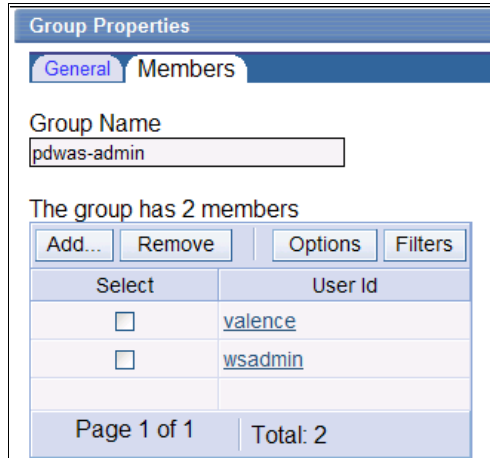 Group Properties
General Members
Group Name
pdwas-admin
The group has 2 members
Add... Remove Options Filters
Select User Id
valence
wsadmin
Page 1 of 1 Total: 2